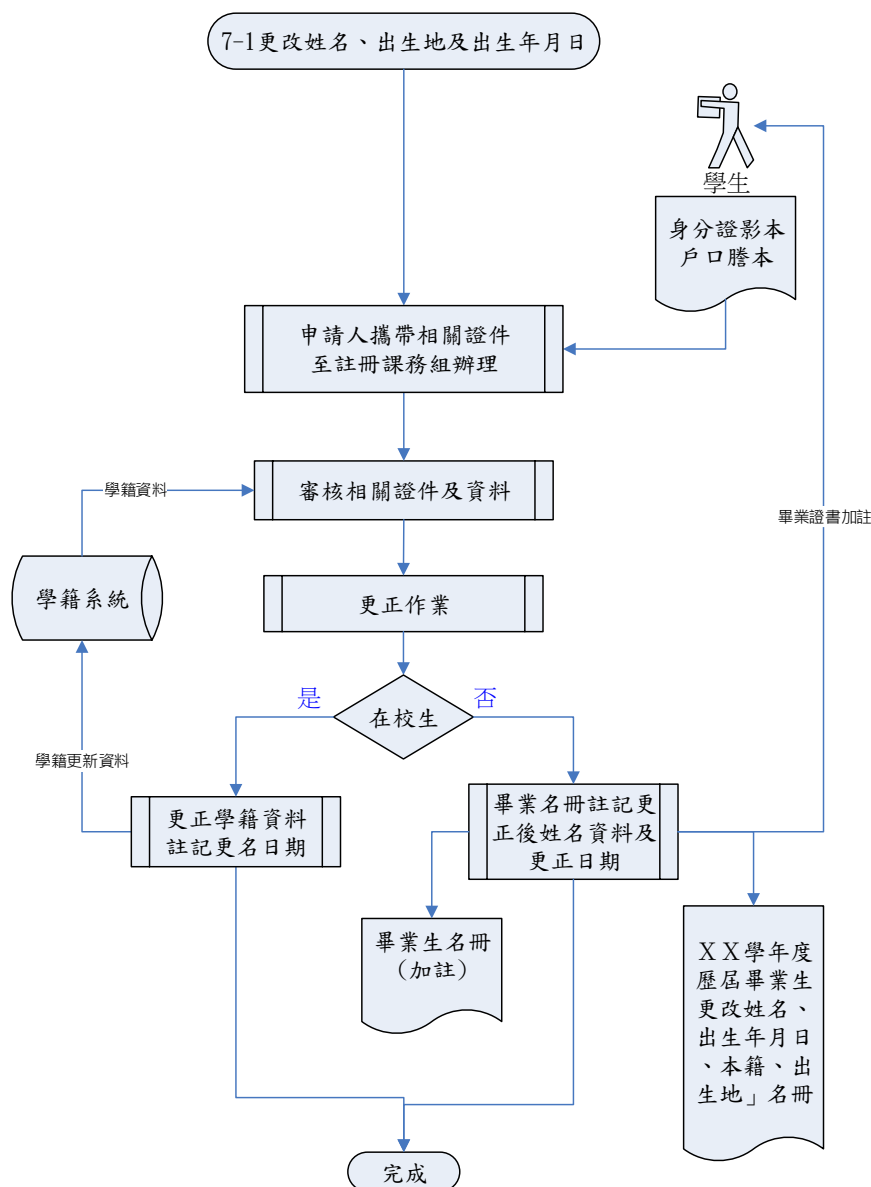 7-1更改姓名、出生地及出生年月日
學生
身分證影本
戶口謄本
申請人攜帶相關證件
至註冊課務組辦理
學籍資料
審核相關證件及資料
畢業證書加註
學籍系統
更正作業
是
否
在校生
學籍更新資料
更正學籍資料
註記更名日期
畢業名冊註記更
正後姓名資料及
更正日期
畢業生名冊
(加註)
ＸＸ學年度
歷屆畢業生
更改姓名、
出生年月日
、本籍、出
生地」名冊
完成